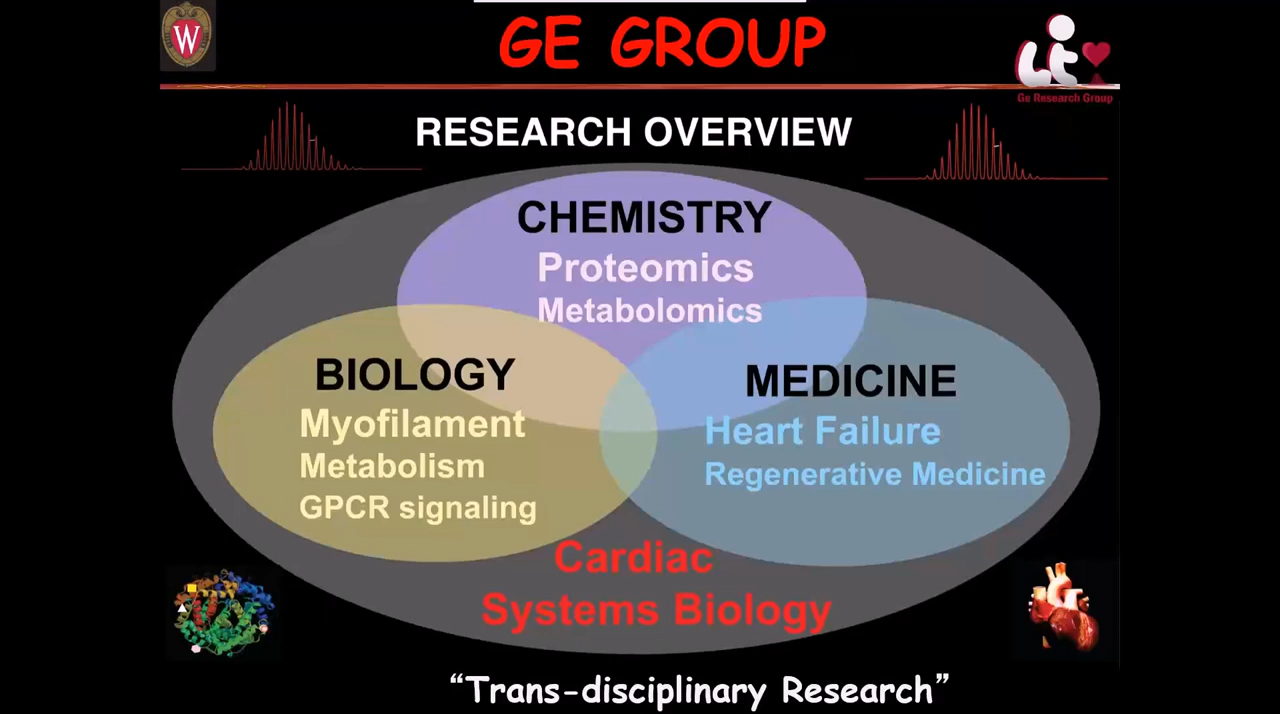 W
GE GROUP
Ge Research Group
RESEARCH OVERVIEW
CHEMISTRY
Proteomics
Metabolomics
BIOLOGY
Myofilament
Metabolism
GPCR signaling
MEDICINE
Heart Failure
Regenerative Medicine
Cardiac
Systems Biology
“Trans-disciplinary Research”